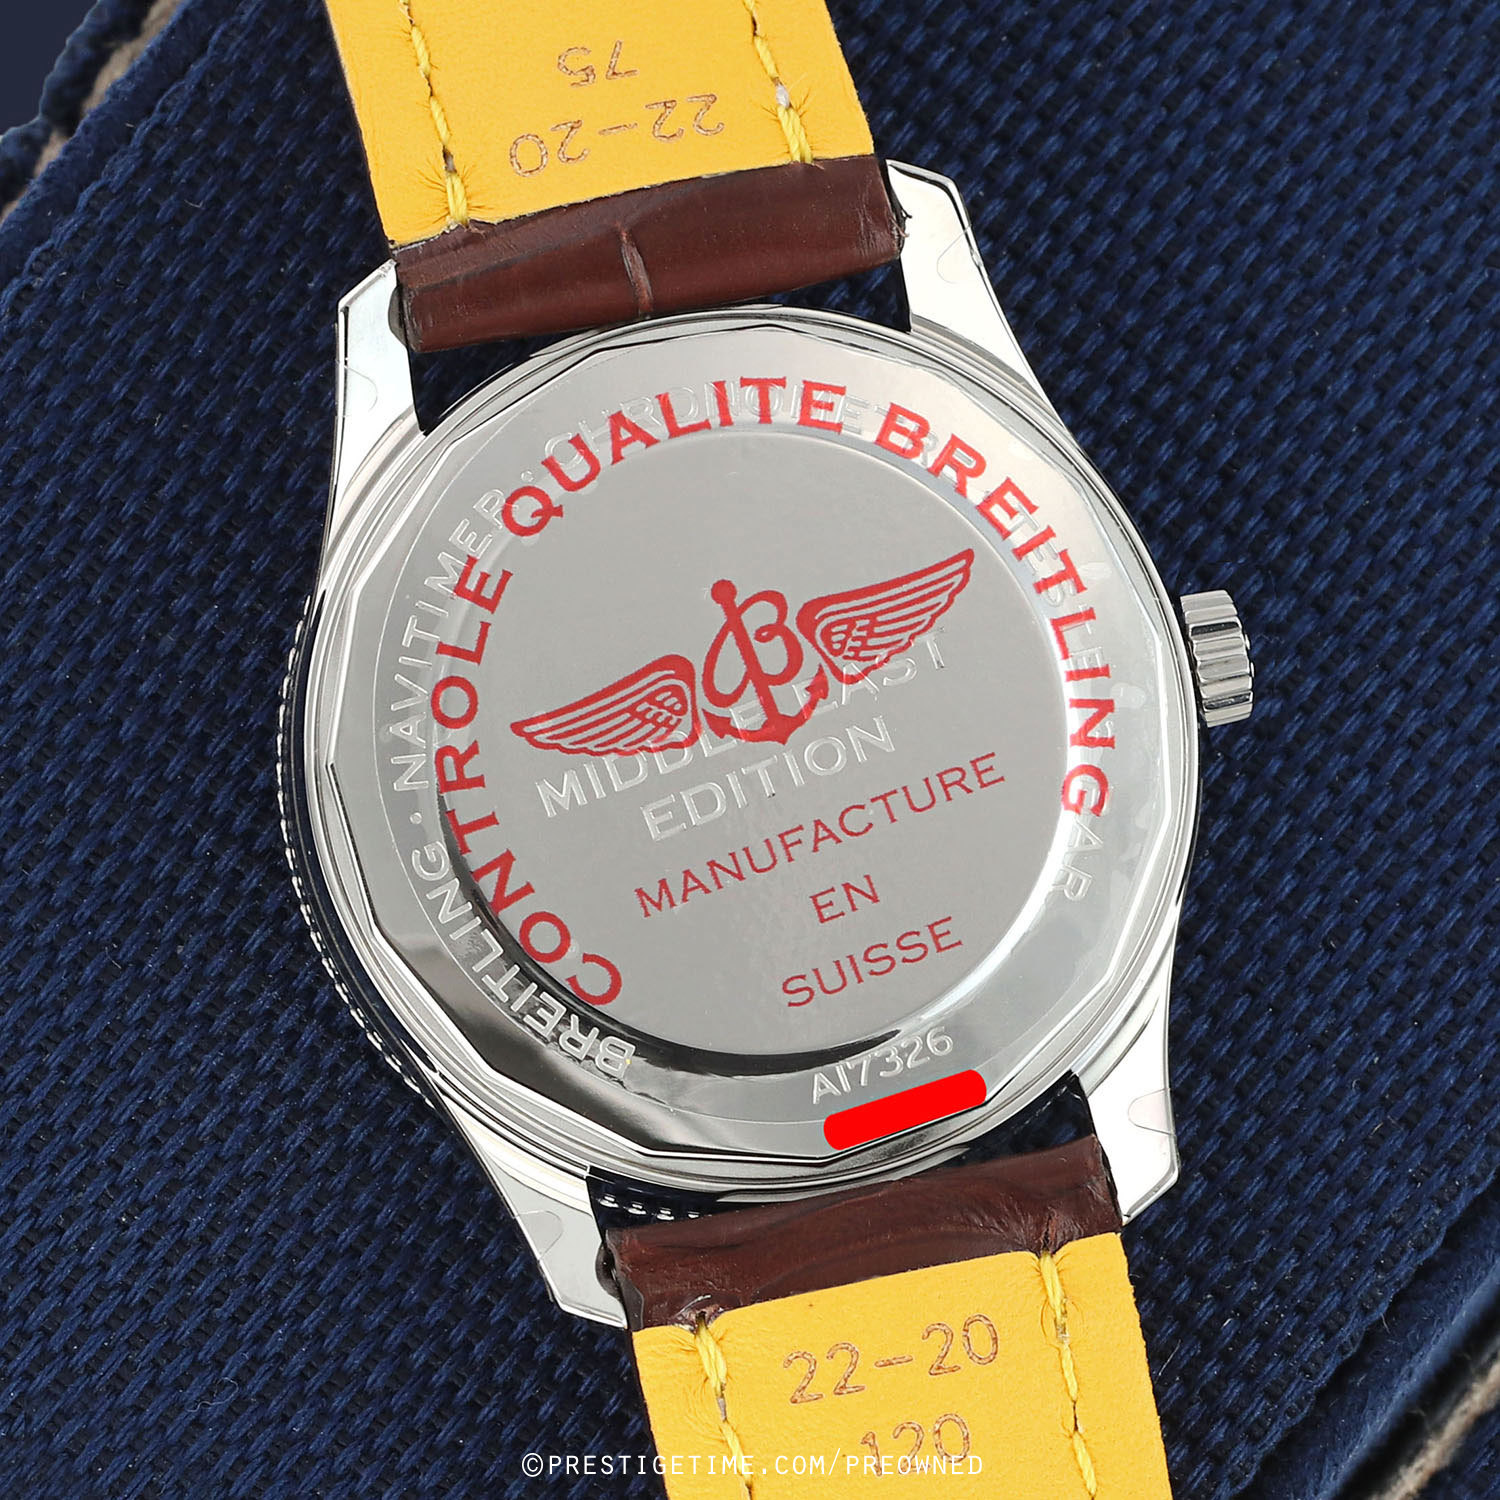 75
22-20
CONTROLE QUALITE BREITLING
BREITLING · NAVITIMER · CHRONOMETRE
MIDDLE EAST
EDITION
MANUFACTURE
EN
SUISSE
A17326
22-20
120
©PRESTIGETIME.COM/PREOWNED